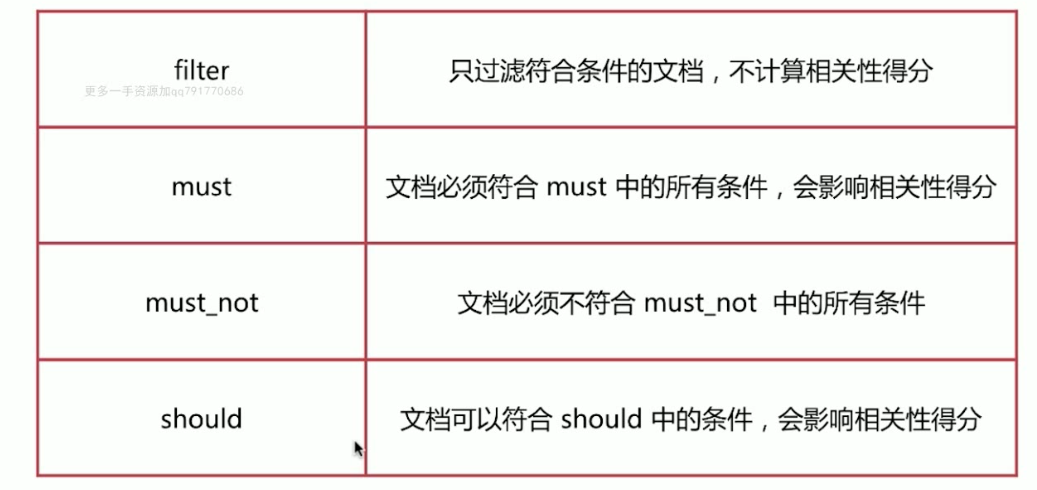 filter
更多一手资源加qq791770686
只过滤符合条件的文档，不计算相关性得分
must
文档必须符合 must 中的所有条件，会影响相关性得分
must_not
文档必须不符合 must_not 中的所有条件
should
文档可以符合 should 中的条件，会影响相关性得分